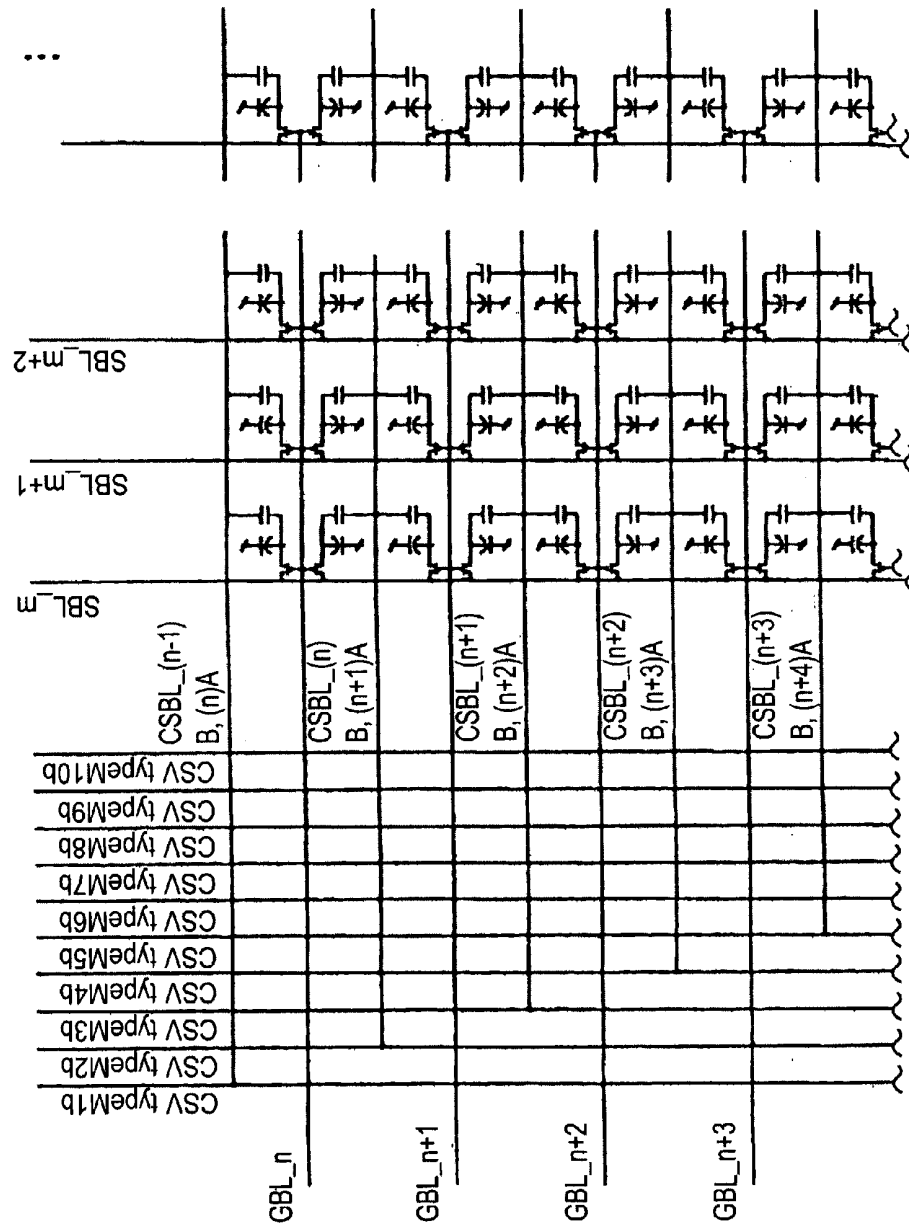 ...
SBL_m+2
SBL_m+1
SBL_m
CSBL_(n-1)
B, (n)A
CSBL_(n)
B, (n+1)A
CSBL_(n+1)
B, (n+2)A
CSBL_(n+2)
B, (n+3)A
CSBL_(n+3)
B, (n+4)A
CSV typeM10b
CSV typeM9b
CSV typeM8b
CSV typeM7b
CSV typeM6b
CSV typeM5b
CSV typeM4b
CSV typeM3b
CSV typeM2b
CSV typeM1b
GBL_n
GBL_n+1
GBL_n+2
GBL_n+3